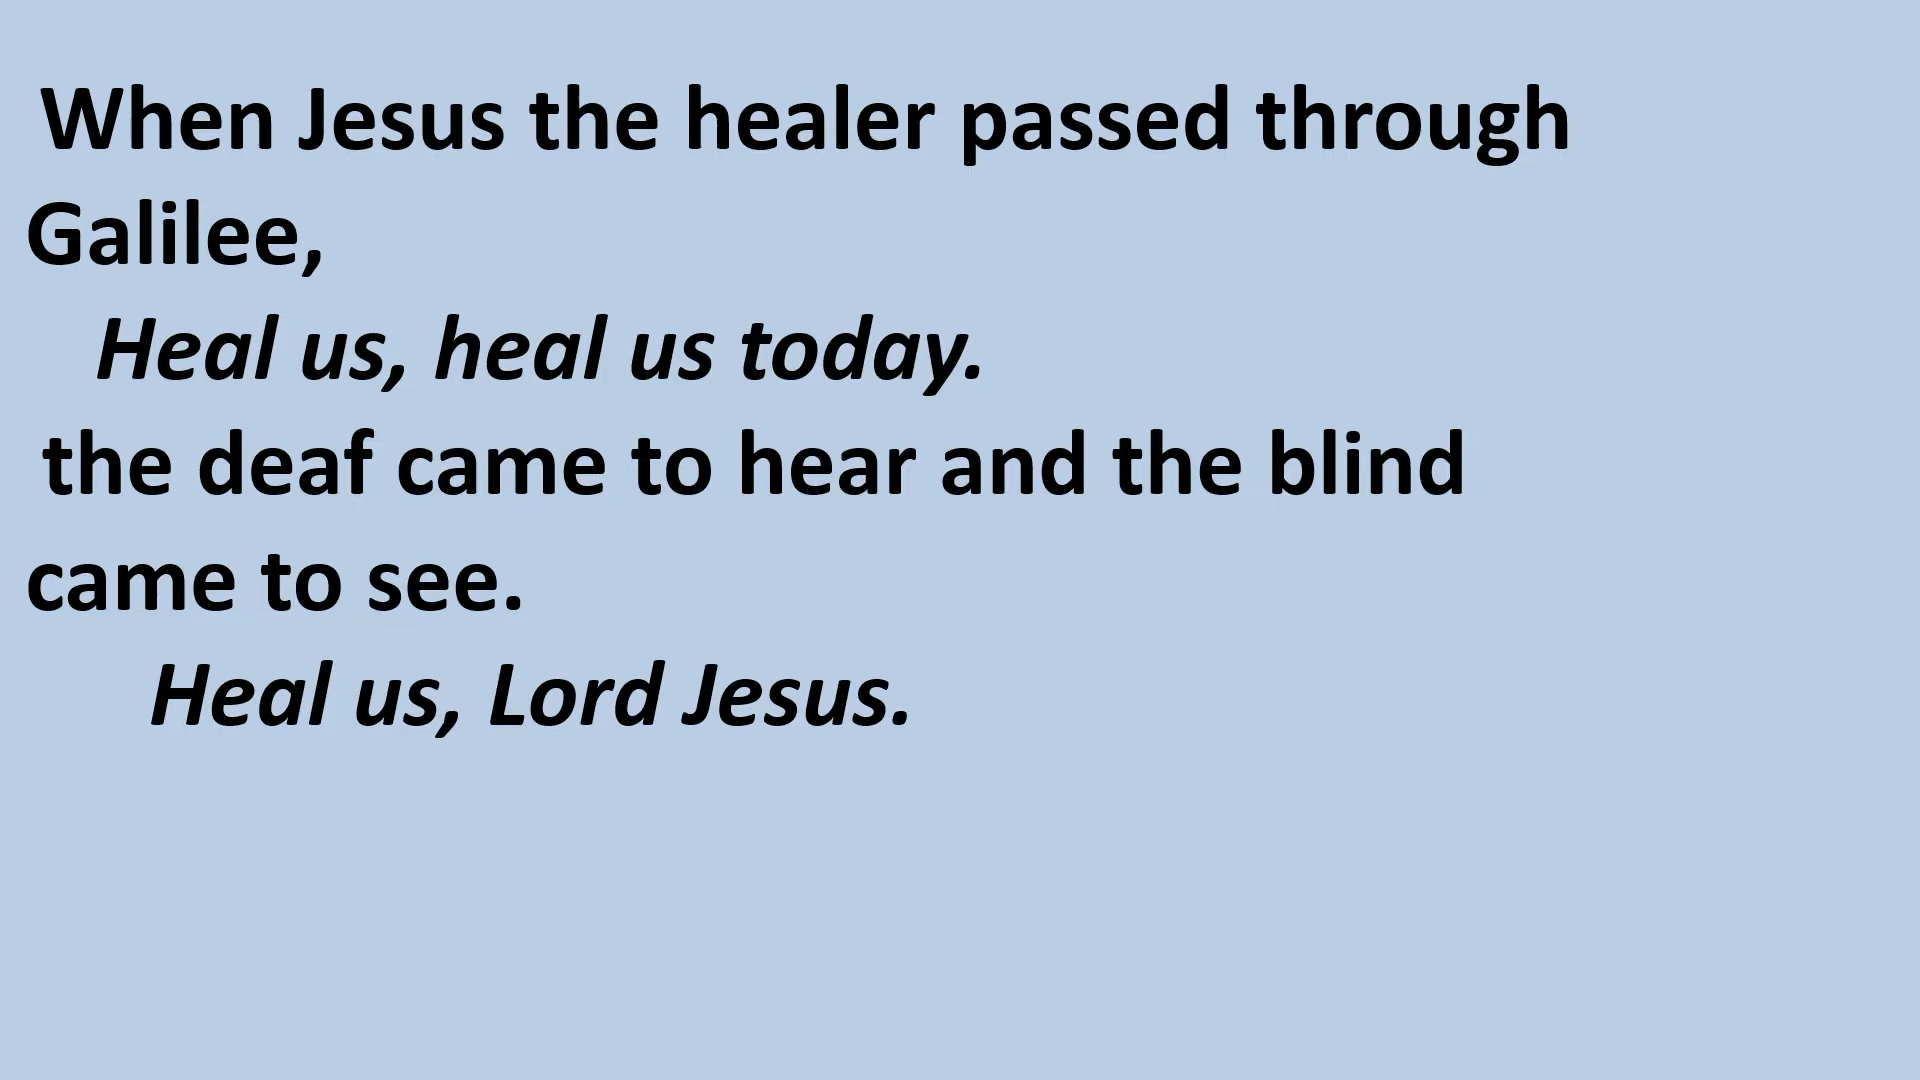 When Jesus the healer passed through
Galilee,
Heal us, heal us today.
the deaf came to hear and the blind
came to see.
Heal us, Lord Jesus.